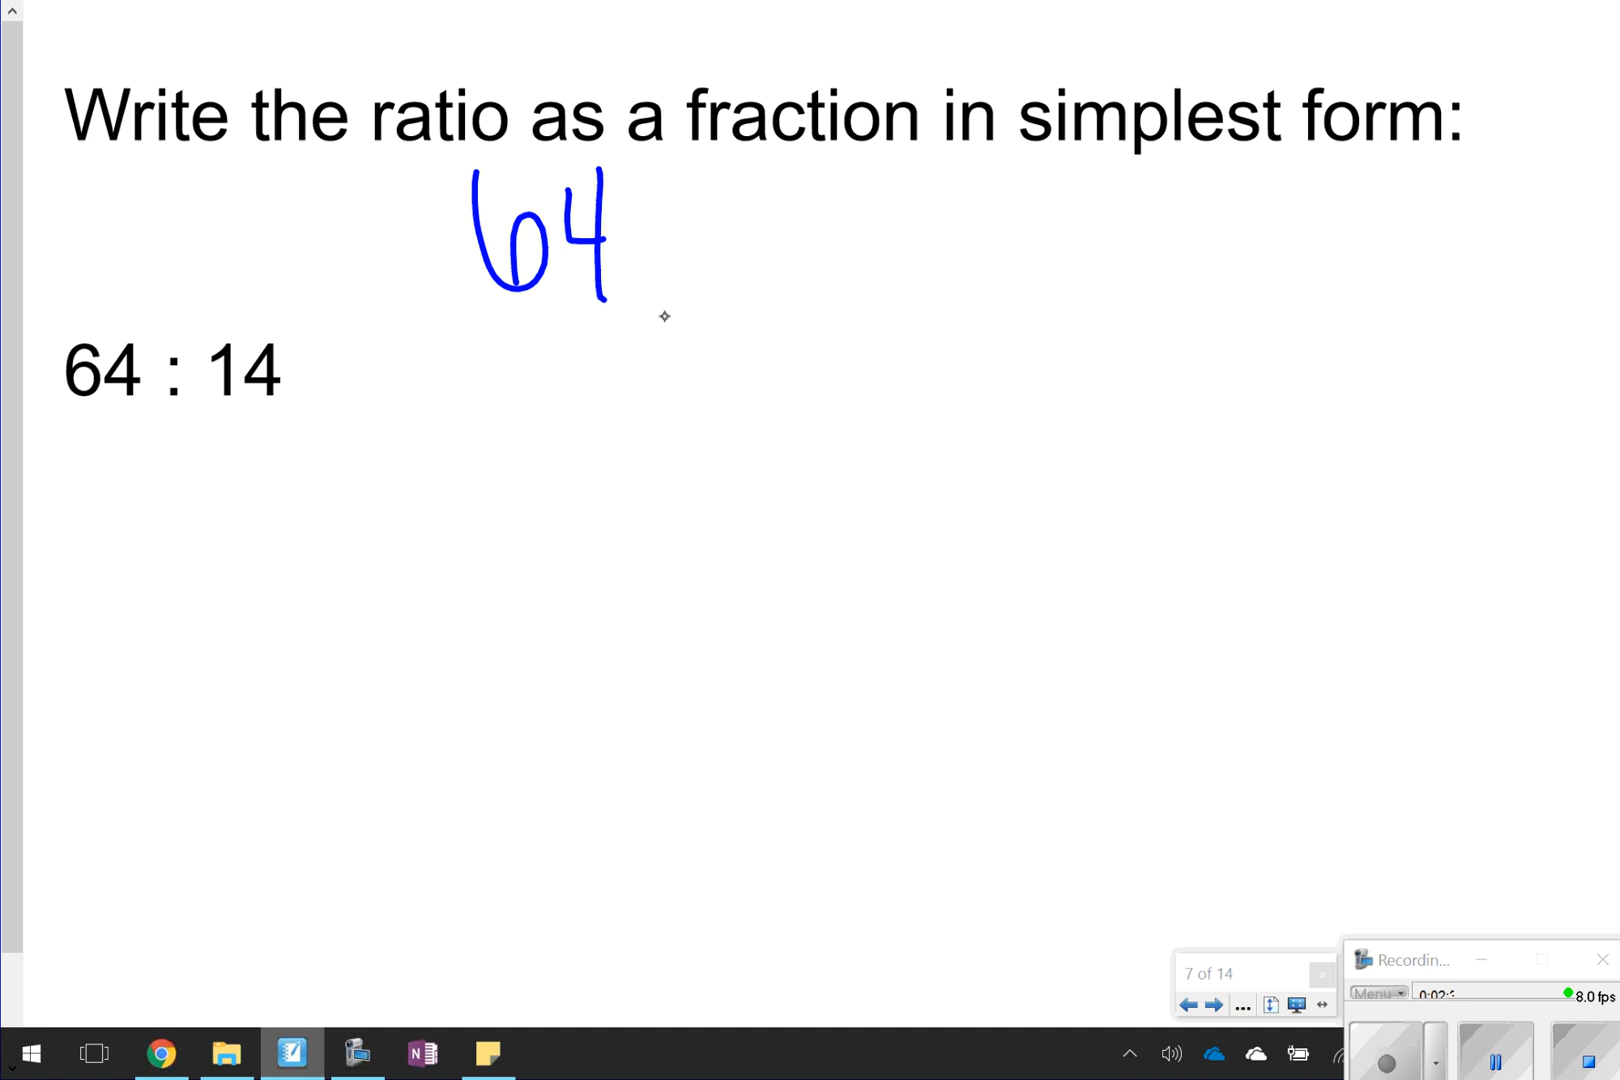 Write the ratio as a fraction in simplest form:
64
64 : 14
7 of 14
Recordin...
Menu
8.0 fps